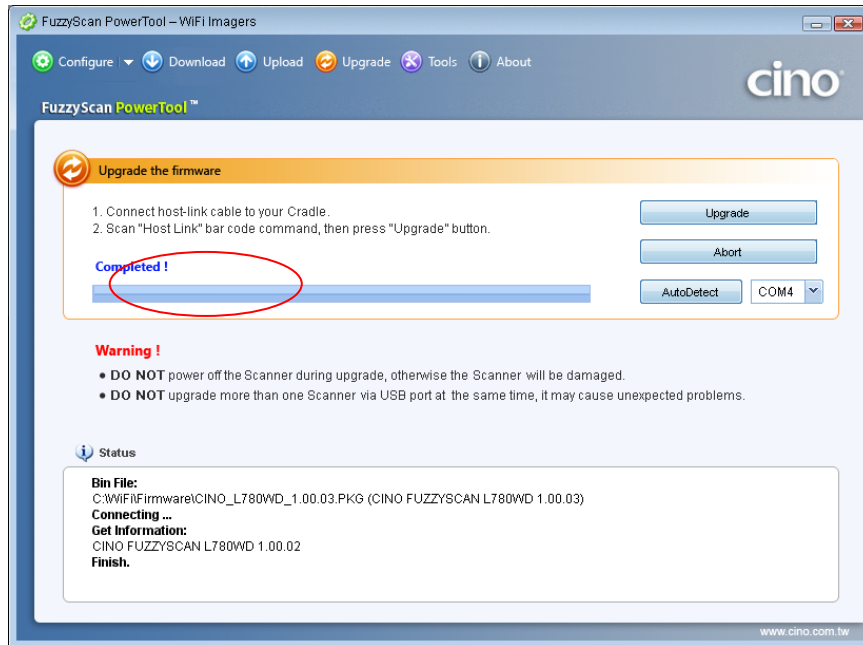 FuzzyScan PowerTool – WiFi Imagers
Configure Download Upload Upgrade Tools About
cino
FuzzyScan PowerTool™
Upgrade the firmware
1. Connect host-link cable to your Cradle.
2. Scan "Host Link" bar code command, then press "Upgrade" button.
Upgrade
Abort
Completed !
AutoDetect COM4
Warning !
• DO NOT power off the Scanner during upgrade, otherwise the Scanner will be damaged.
• DO NOT upgrade more than one Scanner via USB port at the same time, it may cause unexpected problems.
Status
Bin File:
C:\WiFi\Firmware\CINO_L780WD_1.00.03.PKG (CINO FUZZYSCAN L780WD 1.00.03)
Connecting ...
Get Information:
CINO FUZZYSCAN L780WD 1.00.02
Finish.
www.cino.com.tw